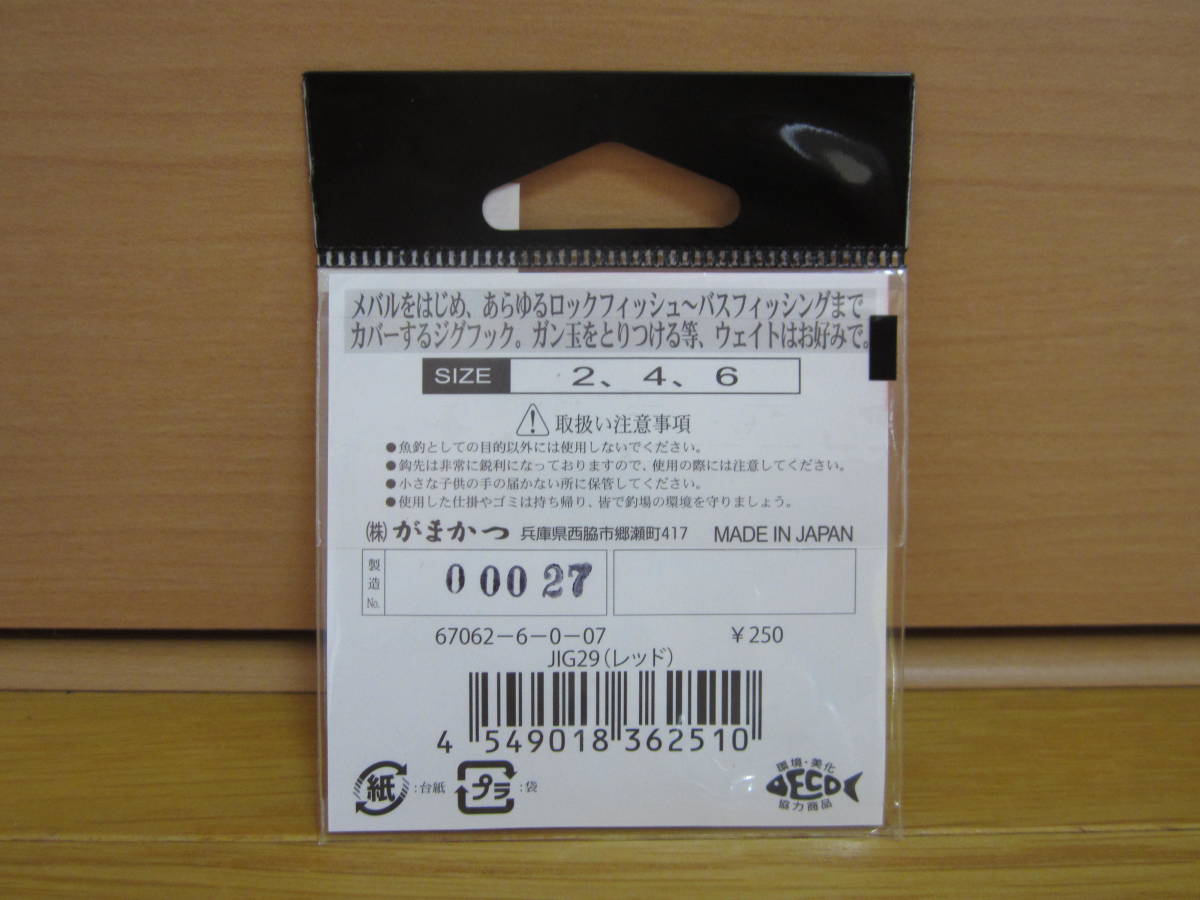 メバルをはじめ、あらゆるロックフィッシュ～バスフィッシングまで
カバーするジグフック。ガン玉をとりつける等、ウェイトはお好みで。
SIZE 2、4、6
取扱い注意事項
●魚釣としての目的以外には使用しないでください。
●鈎先は非常に鋭利になっておりますので、使用の際には注意してください。
●小さな子供の手の届かない所に保管してください。
●使用した仕掛やゴミは持ち帰り、皆で釣場の環境を守りましょう。
㈱がまかつ 兵庫県西脇市郷瀬町417 MADE IN JAPAN
製造No. 00027
67062-6-0-07 ￥250
JIG29(レッド)
4 549018 362510
紙:台紙 プラ:袋
環境・美化
ECO
協力商品